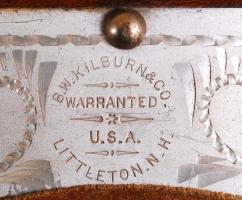 B.W. KILBURN & CO.
WARRANTED
U.S.A.
LITTLETON. N. H.